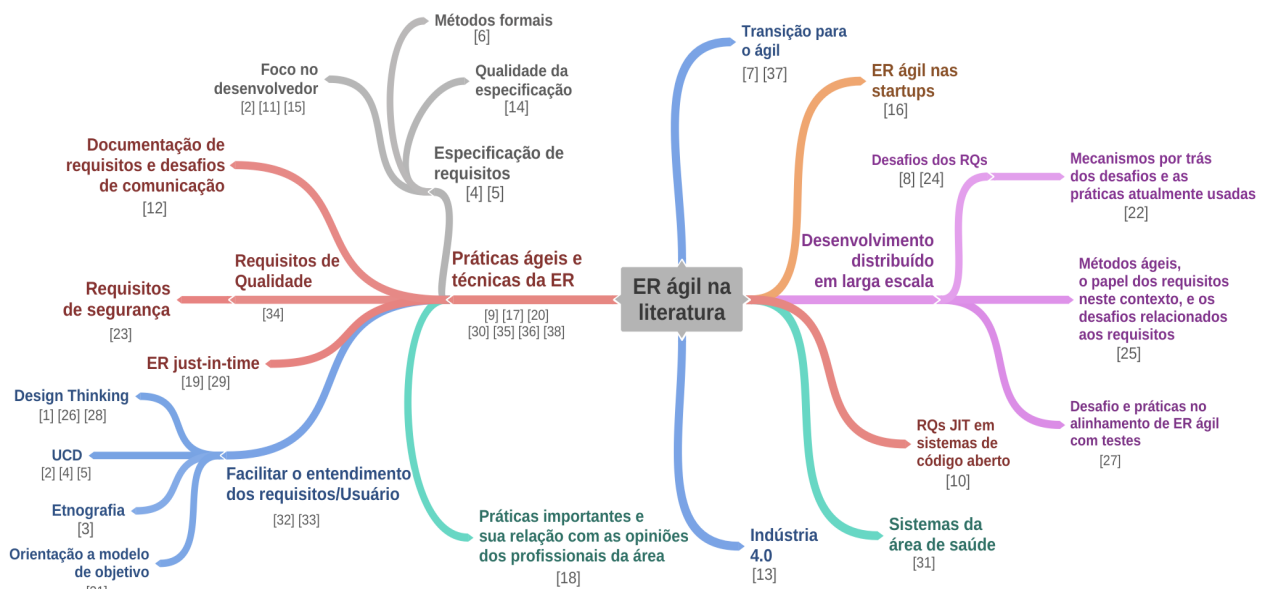 ER ágil na
literatura
Transição para
o ágil
[7] [37]
ER ágil nas
startups
[16]
Desenvolvimento
distribuído
em larga escala
Desafios dos RQs
[8] [24]
Mecanismos por trás
dos desafios e as
práticas atualmente usadas
[22]
Métodos ágeis,
o papel dos requisitos
neste contexto, e os
desafios relacionados
aos requisitos
[25]
Desafio e práticas no
alinhamento de ER ágil
com testes
[27]
RQs JIT em
sistemas de
código aberto
[10]
Sistemas da
área de saúde
[31]
Indústria
4.0
[13]
Práticas ágeis e
técnicas da ER
[9] [17] [20]
[30] [35] [36] [38]
Especificação de
requisitos
[4] [5]
Métodos formais
[6]
Qualidade da
especificação
[14]
Foco no
desenvolvedor
[2] [11] [15]
Documentação de
requisitos e desafios
de comunicação
[12]
Requisitos de
Qualidade
[34]
Requisitos
de segurança
[23]
ER just-in-time
[19] [29]
Facilitar o entendimento
dos requisitos/Usuário
[32] [33]
Design Thinking
[1] [26] [28]
UCD
[2] [4] [5]
Etnografia
[3]
Orientação a modelo
de objetivo
Práticas importantes e
sua relação com as opiniões
dos profissionais da área
[18]